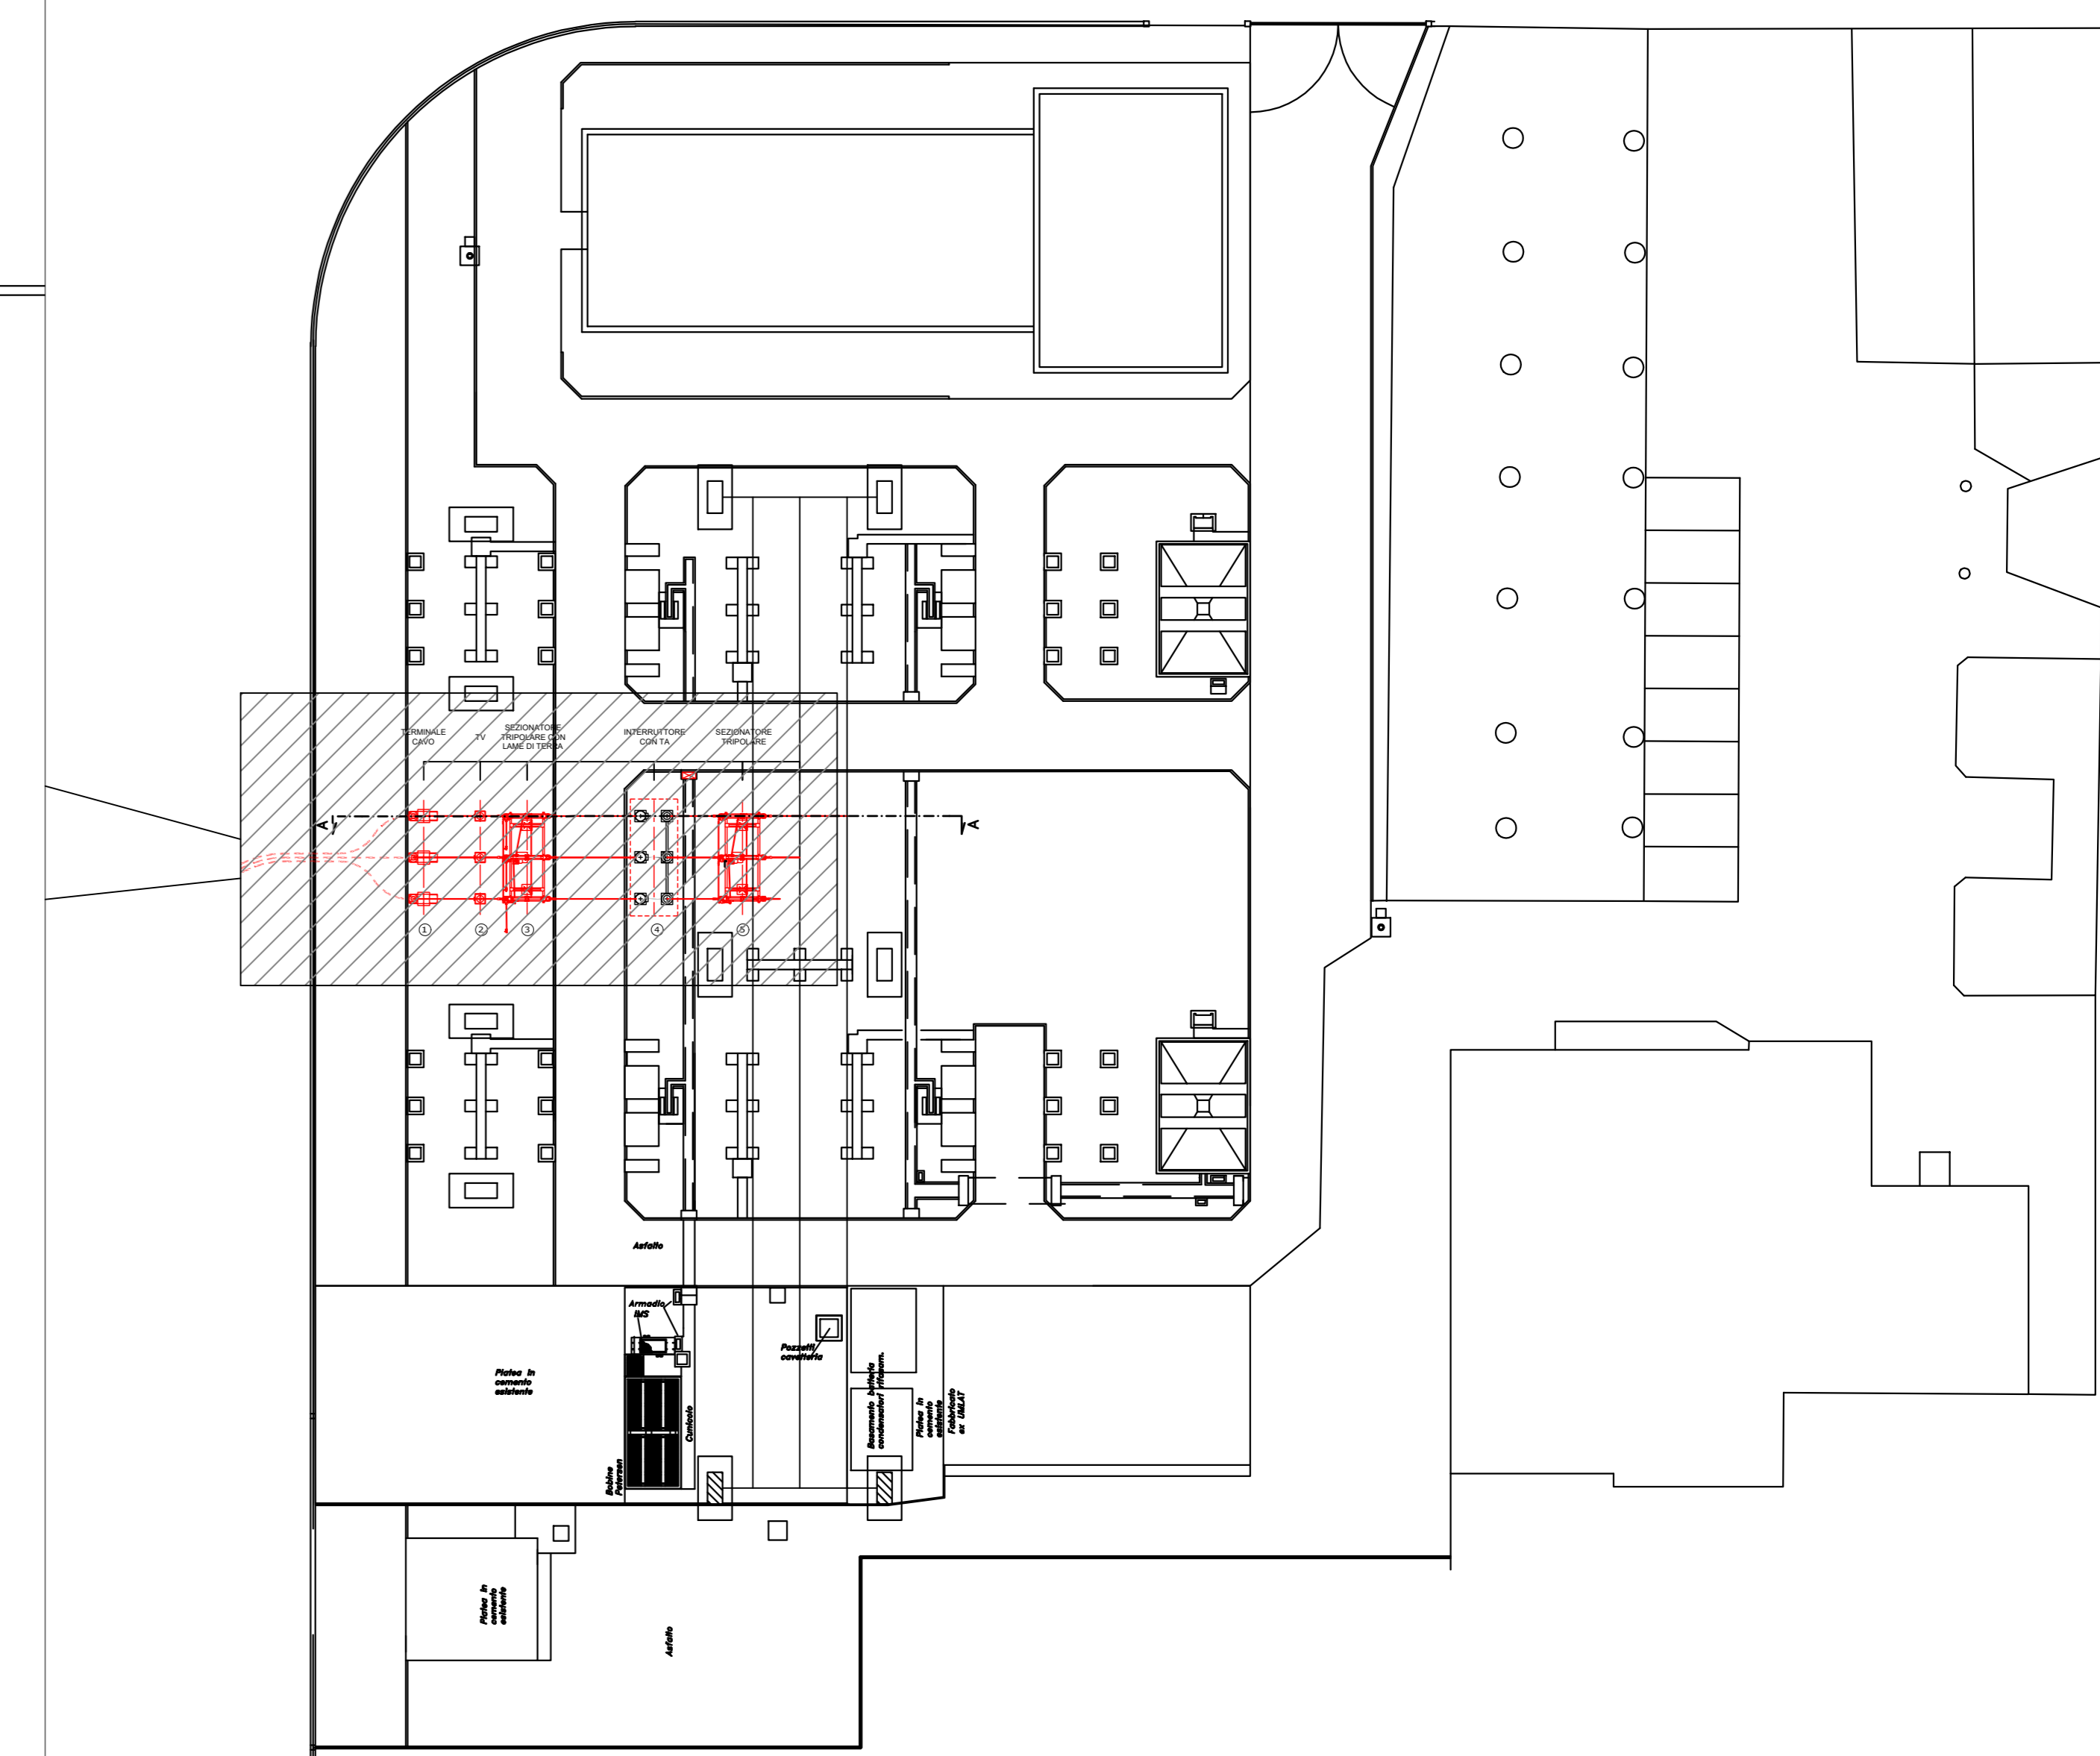 TERMINALE
CAVO
TV
SEZIONATORE
TRIPOLARE CON
LAME DI TERRA
INTERRUTTORE
CON TA
SEZIONATORE
TRIPOLARE
A
A
1
2
3
4
5
Asfalto
Armadio
IMS
Pozzetti
cavetteria
Platea in
cemento
esistente
Cunicolo
Bobine
Petersen
Basamento batteria
condensatori rifasam.
Platea in
cemento
esistente
Fabbricato
ex UMLAT
Platea in
cemento
esistente
Asfalto